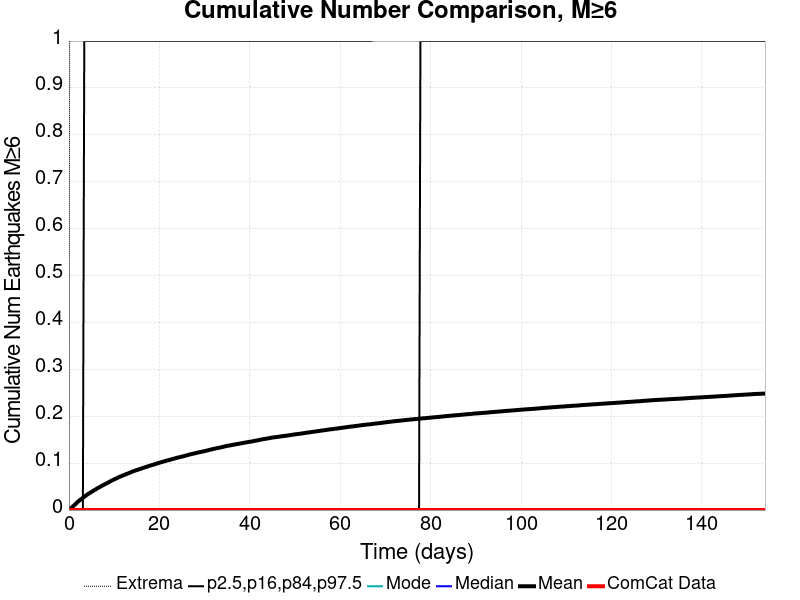 Cumulative Number Comparison, M≥6
Cumulative Num Earthquakes M≥6
1
0.9
0.8
0.7
0.6
0.5
0.4
0.3
0.2
0.1
0
0 20 40 60 80 100 120 140
Time (days)
Extrema p2.5,p16,p84,p97.5 Mode Median Mean ComCat Data